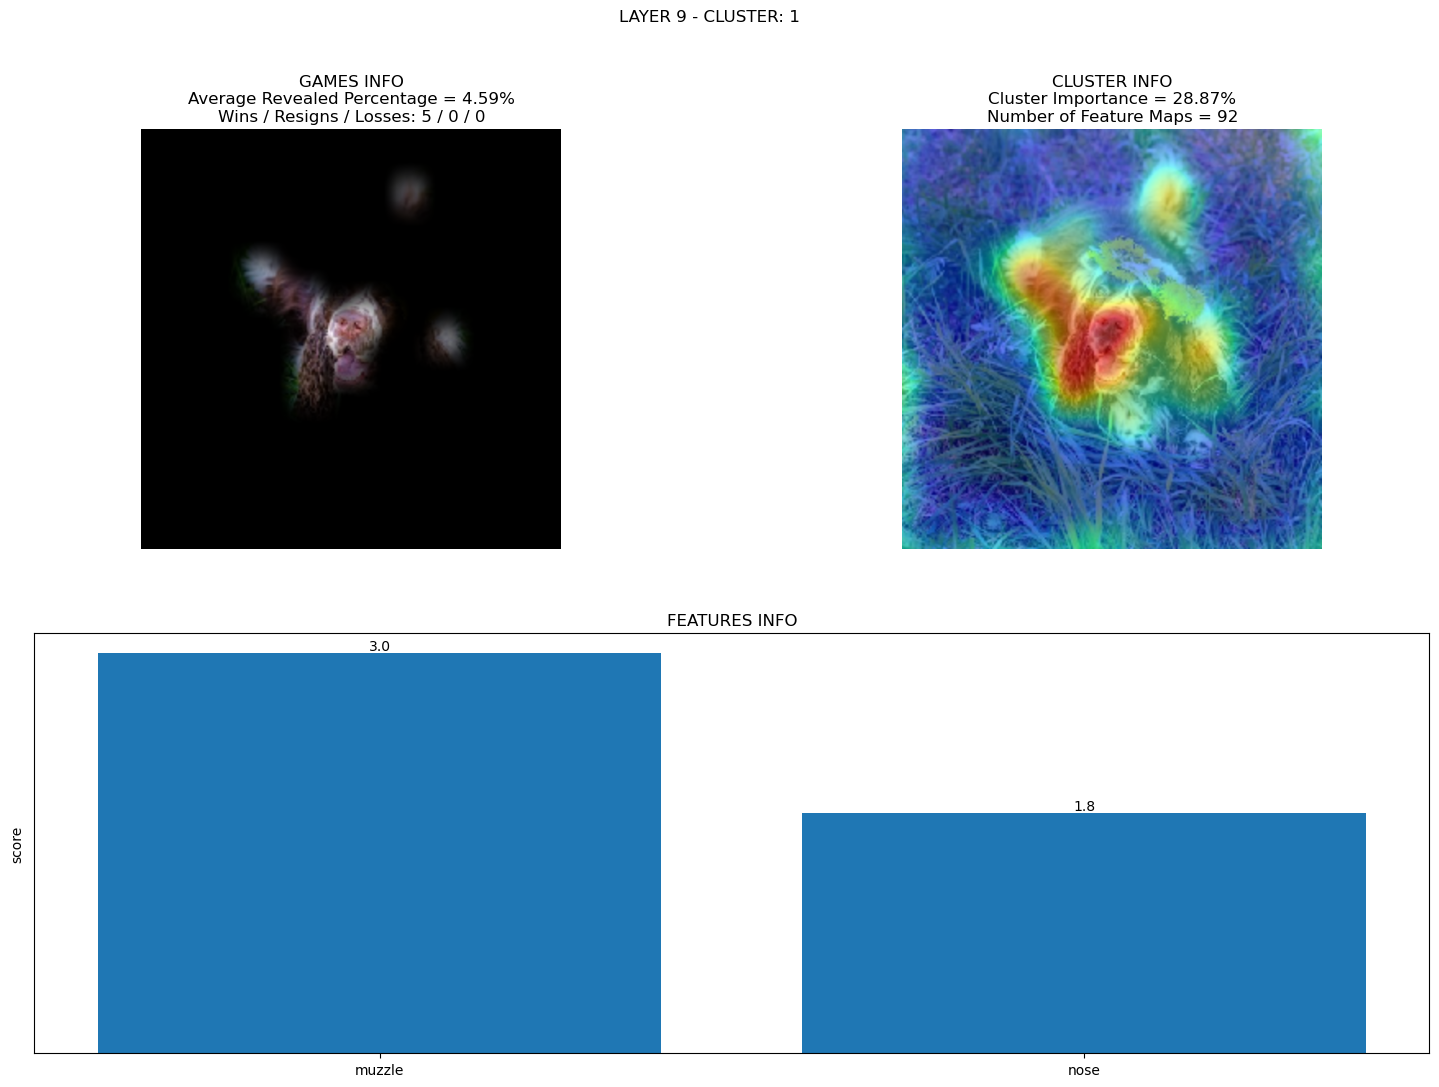 LAYER 9 - CLUSTER: 1
GAMES INFO
Average Revealed Percentage = 4.59%
Wins / Resigns / Losses: 5 / 0 / 0
CLUSTER INFO
Cluster Importance = 28.87%
Number of Feature Maps = 92
FEATURES INFO
3.0
1.8
score
muzzle
nose